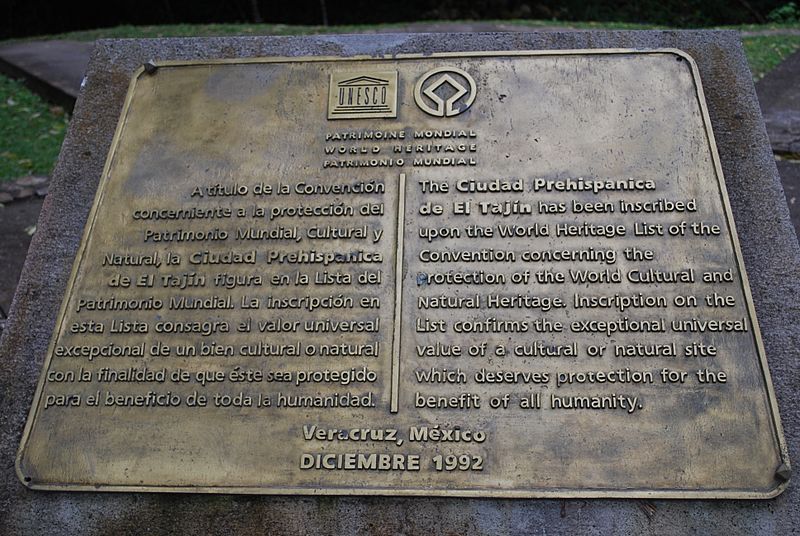 UNESCO
PATRIMOINE MONDIAL
WORLD HERITAGE
PATRIMONIO MUNDIAL
A título de la Convención
concerniente a la protección del
Patrimonio Mundial, Cultural y
Natural, la Ciudad Prehispánica
de El Tajín figura en la Lista del
Patrimonio Mundial. La inscripción en
esta Lista consagra el valor universal
excepcional de un bien cultural o natural
con la finalidad de que éste sea protegido
para el beneficio de toda la humanidad.
The Ciudad Prehispánica
de El Tajín has been inscribed
upon the World Heritage List of the
Convention concerning the
protection of the World Cultural and
Natural Heritage. Inscription on the
List confirms the exceptional universal
value of a cultural or natural site
which deserves protection for the
benefit of all humanity.
Veracruz, México
DICIEMBRE 1992